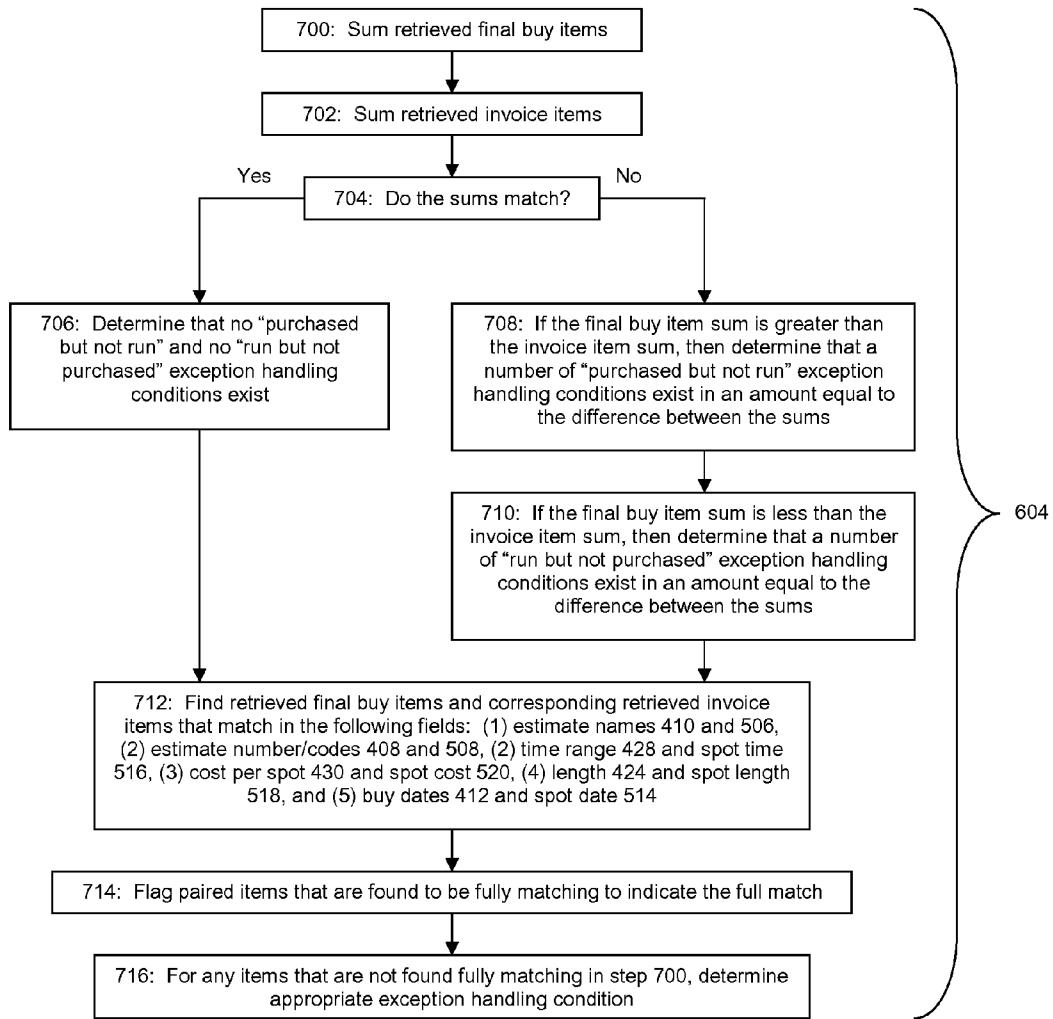 700: Sum retrieved final buy items
702: Sum retrieved invoice items
Yes
No
704: Do the sums match?
706: Determine that no “purchased
but not run” and no “run but not
purchased” exception handling
conditions exist
708: If the final buy item sum is greater than
the invoice item sum, then determine that a
number of “purchased but not run” exception
handling conditions exist in an amount equal to
the difference between the sums
710: If the final buy item sum is less than the
invoice item sum, then determine that a number
of “run but not purchased” exception handling
conditions exist in an amount equal to the
difference between the sums
604
712: Find retrieved final buy items and corresponding retrieved invoice
items that match in the following fields: (1) estimate names 410 and 506,
(2) estimate number/codes 408 and 508, (2) time range 428 and spot time
516, (3) cost per spot 430 and spot cost 520, (4) length 424 and spot length
518, and (5) buy dates 412 and spot date 514
714: Flag paired items that are found to be fully matching to indicate the full match
716: For any items that are not found fully matching in step 700, determine
appropriate exception handling condition